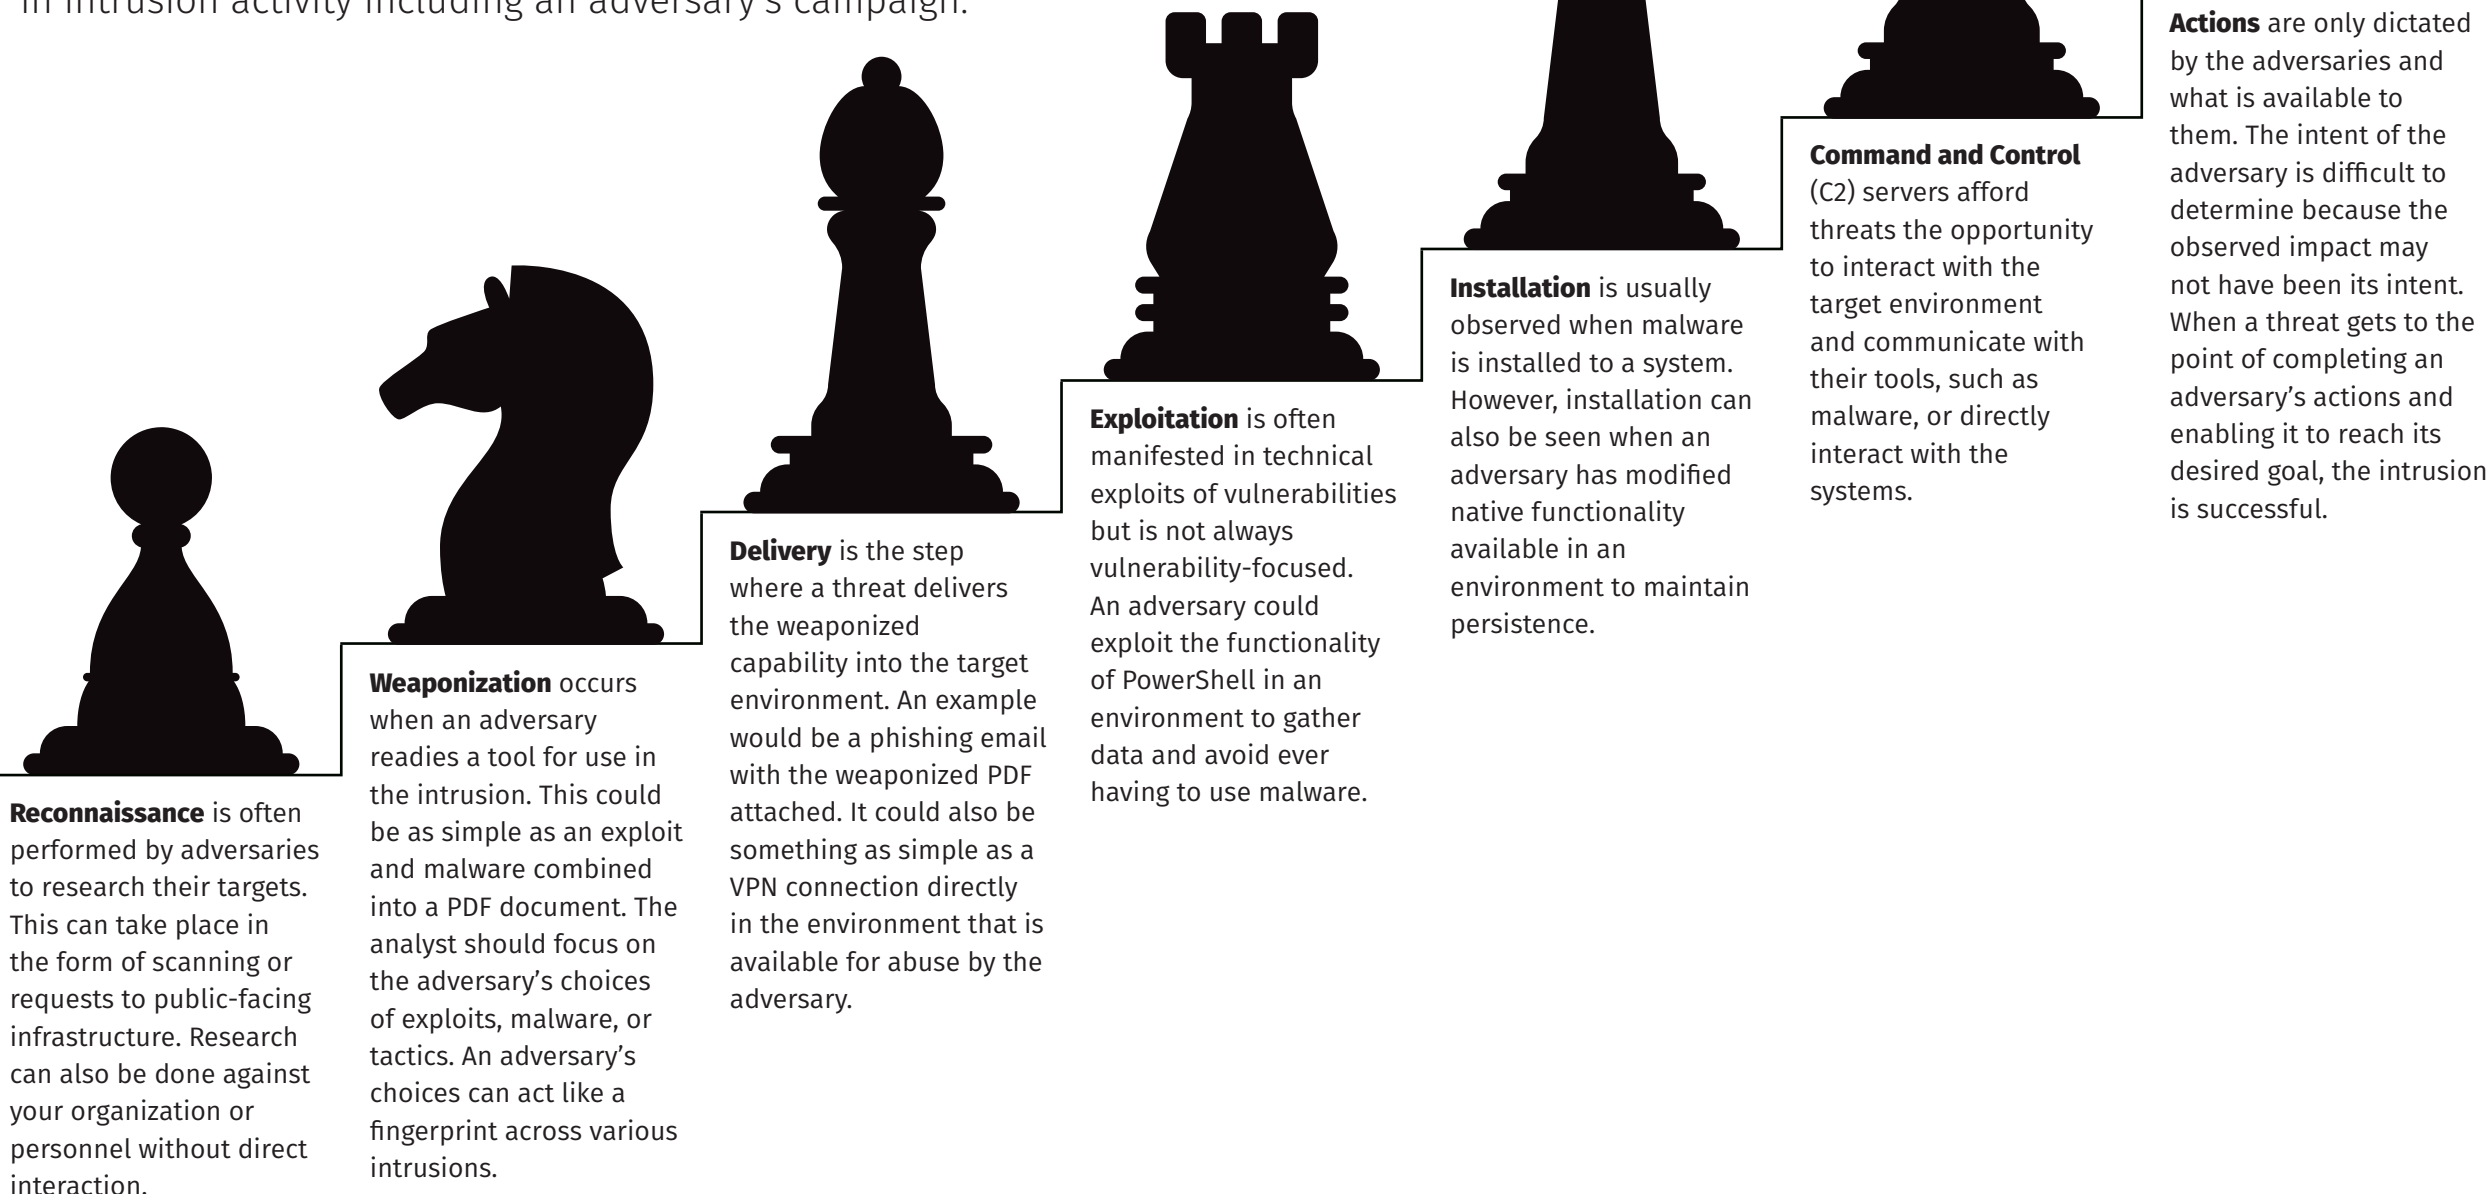 in intrusion activity including an adversary's campaign.
Reconnaissance is often
performed by adversaries
to research their targets.
This can take place in
the form of scanning or
requests to public-facing
infrastructure. Research
can also be done against
your organization or
personnel without direct
interaction.
Weaponization occurs
when an adversary
readies a tool for use in
the intrusion. This could
be as simple as an exploit
and malware combined
into a PDF document. The
analyst should focus on
the adversary’s choices
of exploits, malware, or
tactics. An adversary’s
choices can act like a
fingerprint across various
intrusions.
Delivery is the step
where a threat delivers
the weaponized
capability into the target
environment. An example
would be a phishing email
with the weaponized PDF
attached. It could also be
something as simple as a
VPN connection directly
in the environment that is
available for abuse by the
adversary.
Exploitation is often
manifested in technical
exploits of vulnerabilities
but is not always
vulnerability-focused.
An adversary could
exploit the functionality
of PowerShell in an
environment to gather
data and avoid ever
having to use malware.
Installation is usually
observed when malware
is installed to a system.
However, installation can
also be seen when an
adversary has modified
native functionality
available in an
environment to maintain
persistence.
Command and Control
(C2) servers afford
threats the opportunity
to interact with the
target environment
and communicate with
their tools, such as
malware, or directly
interact with the
systems.
Actions are only dictated
by the adversaries and
what is available to
them. The intent of the
adversary is difficult to
determine because the
observed impact may
not have been its intent.
When a threat gets to the
point of completing an
adversary’s actions and
enabling it to reach its
desired goal, the intrusion
is successful.